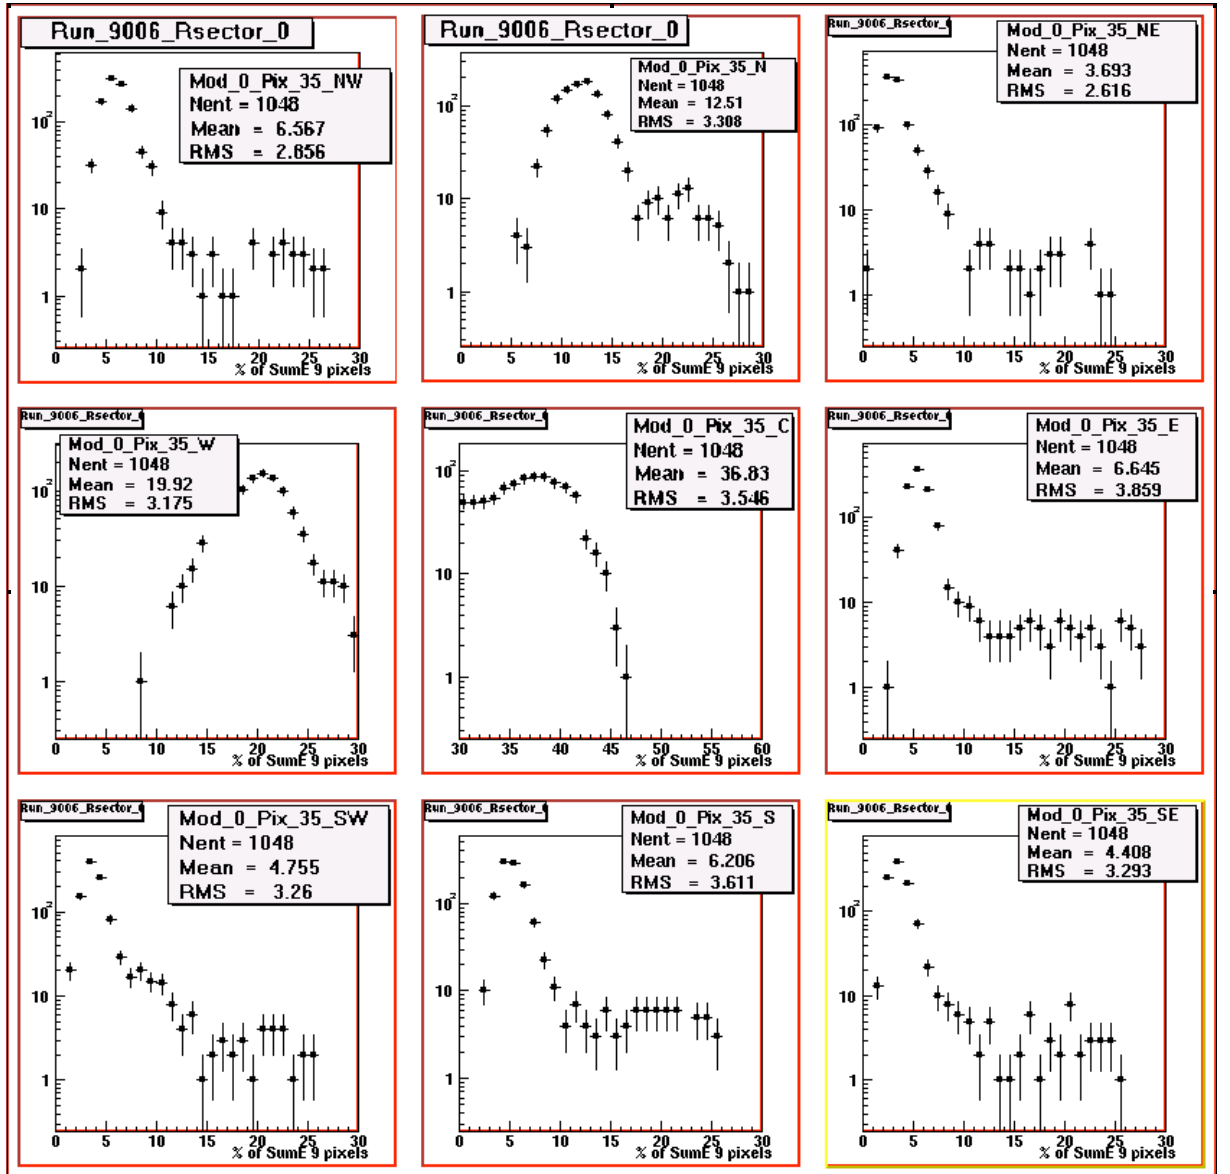 Run_9006_Rsector_0
Mod_0_Pix_35_NW
Nent = 1048
Mean = 6.567
RMS = 2.856
10²
10
1
0 5 10 15 20 25 30
% of SumE 9 pixels
Run_9006_Rsector_0
Mod_0_Pix_35_N
Nent = 1048
Mean = 12.51
RMS = 3.308
10²
10
1
0 5 10 15 20 25 30
% of SumE 9 pixels
Run_9006_Rsector_0
Mod_0_Pix_35_NE
Nent = 1048
Mean = 3.693
RMS = 2.616
10²
10
1
0 5 10 15 20 25 30
% of SumE 9 pixels
Run_9006_Rsector_0
Mod_0_Pix_35_W
Nent = 1048
Mean = 19.92
RMS = 3.175
10²
10
1
0 5 10 15 20 25 30
% of SumE 9 pixels
Run_9006_Rsector_0
Mod_0_Pix_35_C
Nent = 1048
Mean = 36.83
RMS = 3.546
10²
10
1
30 35 40 45 50 55 60
% of SumE 9 pixels
Run_9006_Rsector_0
Mod_0_Pix_35_E
Nent = 1048
Mean = 6.645
RMS = 3.859
10²
10
1
0 5 10 15 20 25 30
% of SumE 9 pixels
Run_9006_Rsector_0
Mod_0_Pix_35_SW
Nent = 1048
Mean = 4.755
RMS = 3.26
10²
10
1
0 5 10 15 20 25 30
% of SumE 9 pixels
Run_9006_Rsector_0
Mod_0_Pix_35_S
Nent = 1048
Mean = 6.206
RMS = 3.611
10²
10
1
0 5 10 15 20 25 30
% of SumE 9 pixels
Run_9006_Rsector_0
Mod_0_Pix_35_SE
Nent = 1048
Mean = 4.408
RMS = 3.293
10²
10
1
0 5 10 15 20 25 30
% of SumE 9 pixels